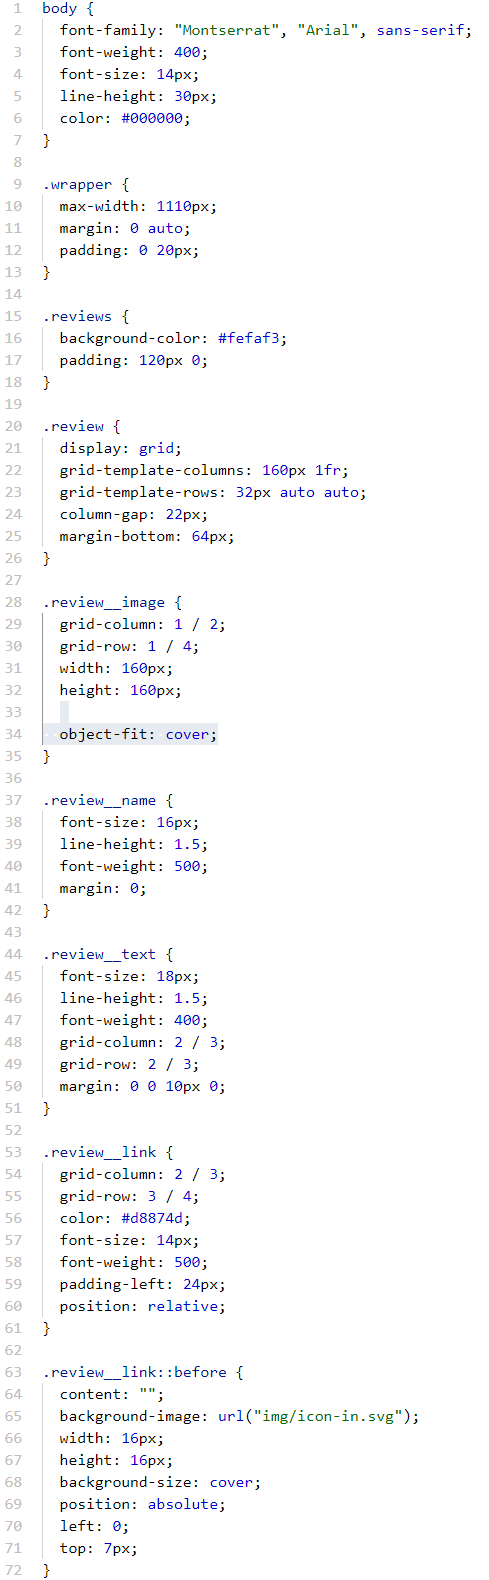 1 body {
2 font-family: "Montserrat", "Arial", sans-serif;
3 font-weight: 400;
4 font-size: 14px;
5 line-height: 30px;
6 color: #000000;
7 }
8
9 .wrapper {
10 max-width: 1110px;
11 margin: 0 auto;
12 padding: 0 20px;
13 }
14
15 .reviews {
16 background-color: #fefaf3;
17 padding: 120px 0;
18 }
19
20 .review {
21 display: grid;
22 grid-template-columns: 160px 1fr;
23 grid-template-rows: 32px auto auto;
24 column-gap: 22px;
25 margin-bottom: 64px;
26 }
27
28 .review__image {
29 grid-column: 1 / 2;
30 grid-row: 1 / 4;
31 width: 160px;
32 height: 160px;
33
34 object-fit: cover;
35 }
36
37 .review__name {
38 font-size: 16px;
39 line-height: 1.5;
40 font-weight: 500;
41 margin: 0;
42 }
43
44 .review__text {
45 font-size: 18px;
46 line-height: 1.5;
47 font-weight: 400;
48 grid-column: 2 / 3;
49 grid-row: 2 / 3;
50 margin: 0 0 10px 0;
51 }
52
53 .review__link {
54 grid-column: 2 / 3;
55 grid-row: 3 / 4;
56 color: #d8874d;
57 font-size: 14px;
58 font-weight: 500;
59 padding-left: 24px;
60 position: relative;
61 }
62
63 .review__link::before {
64 content: "";
65 background-image: url("img/icon-in.svg");
66 width: 16px;
67 height: 16px;
68 background-size: cover;
69 position: absolute;
70 left: 0;
71 top: 7px;
72 }